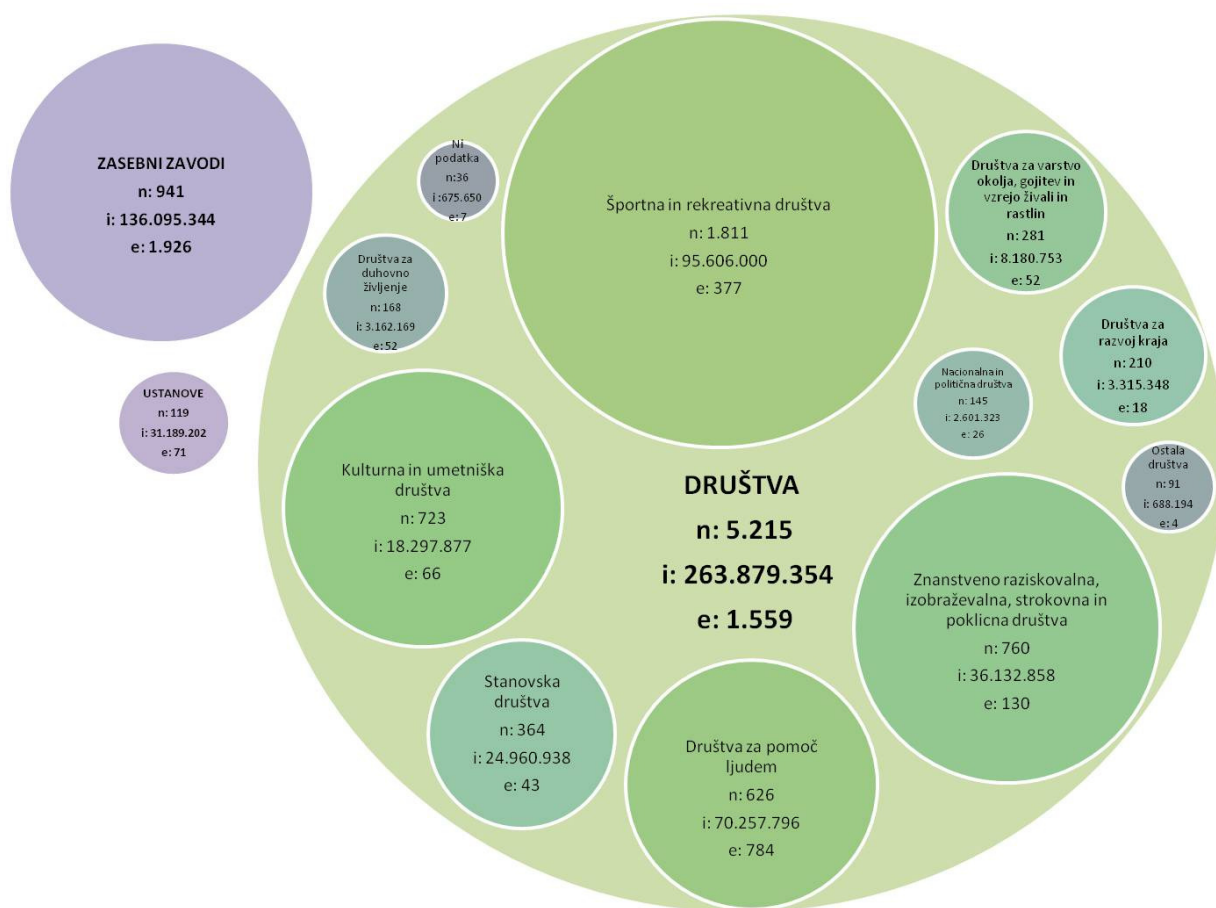 ZASEBNI ZAVODI
n: 941
i: 136.095.344
e: 1.926
USTANOVE
n: 119
i: 31.189.202
e: 71
Ni
podatka
n:36
i :675.650
e: 7
Društva za
duhovno
življenje
n: 168
i: 3.162.169
e: 52
Športna in rekreativna društva
n: 1.811
i: 95.606.000
e: 377
Društva za varstvo
okolja, gojitev in
vzrejo živali in
rastlin
n: 281
i: 8.180.753
e: 52
Društva za
razvoj kraja
n: 210
i: 3.315.348
e: 18
Nacionalna in
politična društva
n: 145
i: 2.601.323
e: 26
Ostala
društva
n: 91
i: 688.194
e: 4
Kulturna in umetniška
društva
n: 723
i: 18.297.877
e: 66
DRUŠTVA
n: 5.215
i: 263.879.354
e: 1.559
Znanstveno raziskovalna,
izobraževalna, strokovna in
poklicna društva
n: 760
i: 36.132.858
e: 130
Stanovska
društva
n: 364
i: 24.960.938
e: 43
Društva za pomoč
ljudem
n: 626
i: 70.257.796
e: 784